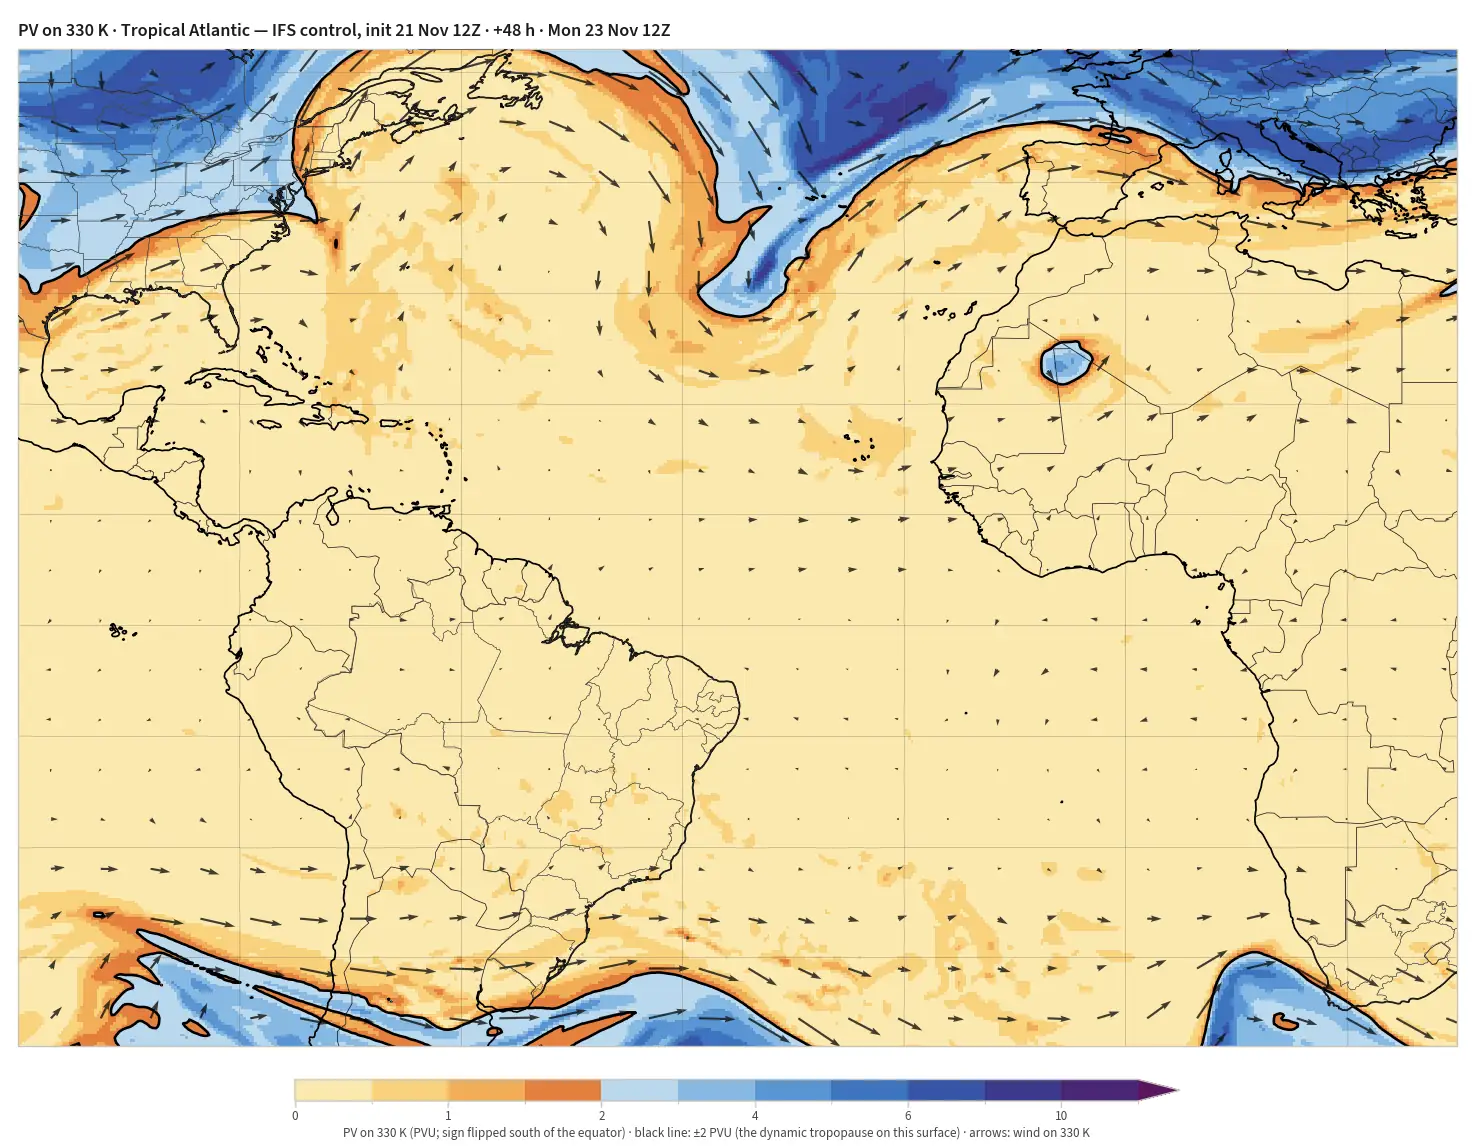 PV on 330 K · Tropical Atlantic — IFS control, init 21 Nov 12Z · +48 h · Mon 23 Nov 12Z
0 1 2 4 6 10
PV on 330 K (PVU; sign flipped south of the equator) · black line: ±2 PVU (the dynamic tropopause on this surface) · arrows: wind on 330 K